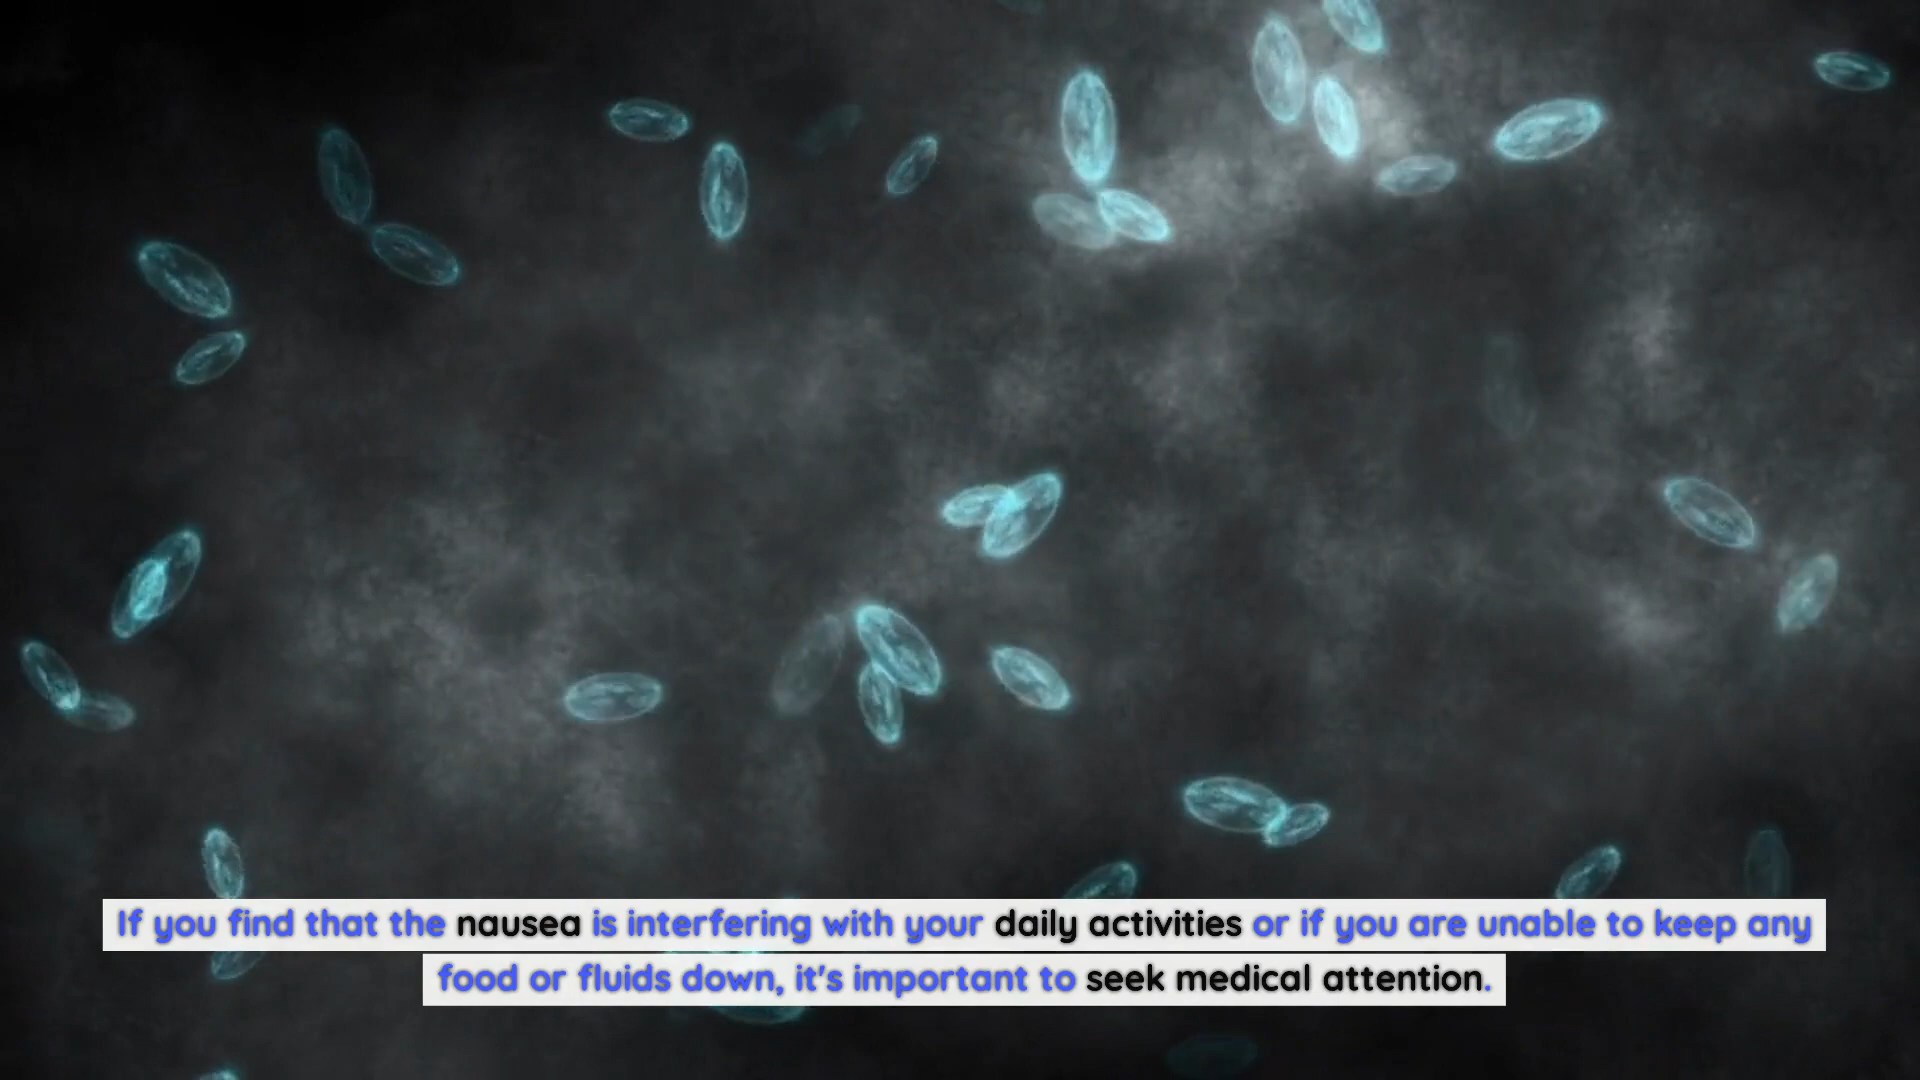 If you find that the nausea is interfering with your daily activities or if you are unable to keep any
food or fluids down, it's important to seek medical attention.